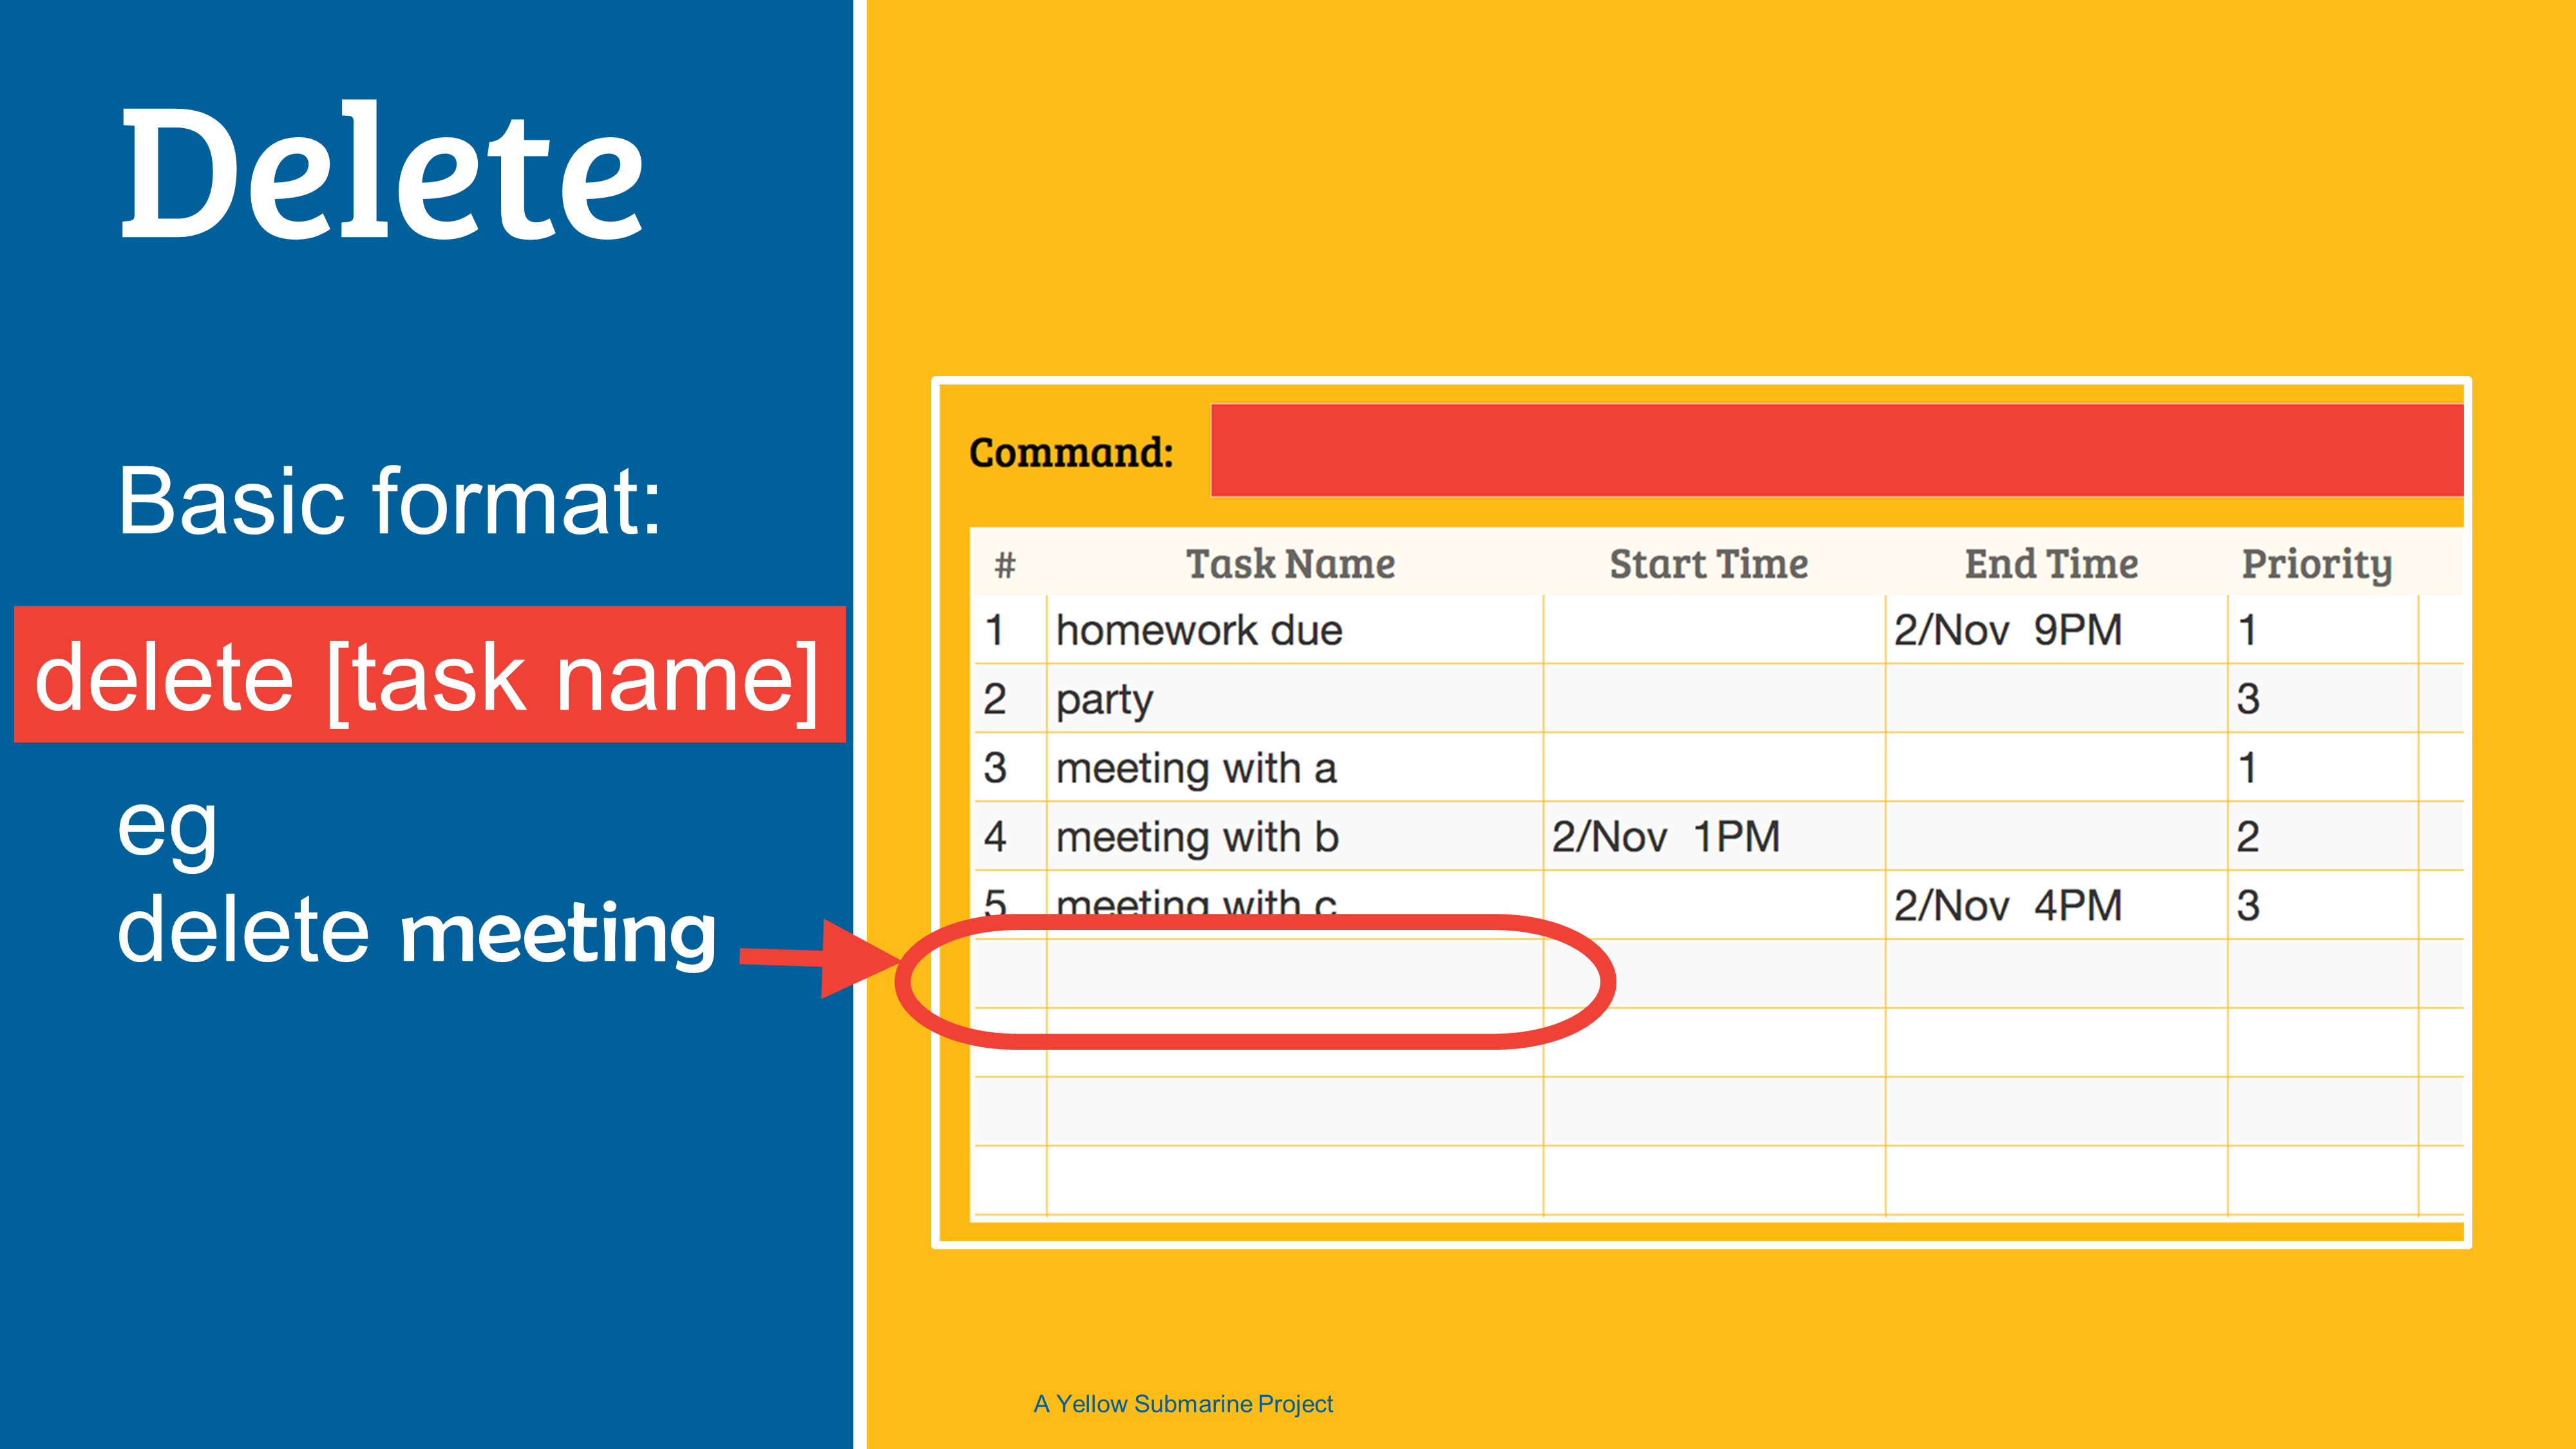 Delete
Basic format:
delete [task name]
eg
delete meeting
Command:
# Task Name Start Time End Time Priority
1 homework due 2/Nov 9PM 1
2 party 3
3 meeting with a 1
4 meeting with b 2/Nov 1PM 2
5 meeting with c 2/Nov 4PM 3
A Yellow Submarine Project